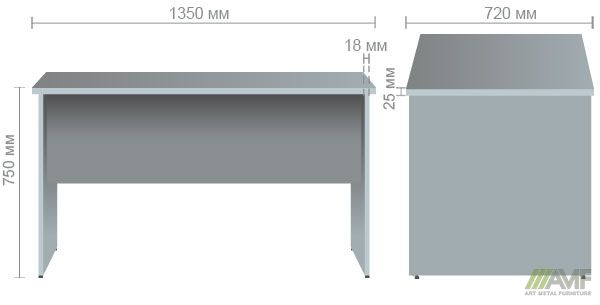 1350 мм
720 мм
18 мм
25 мм
750 мм
AMF
ART METAL FURNITURE